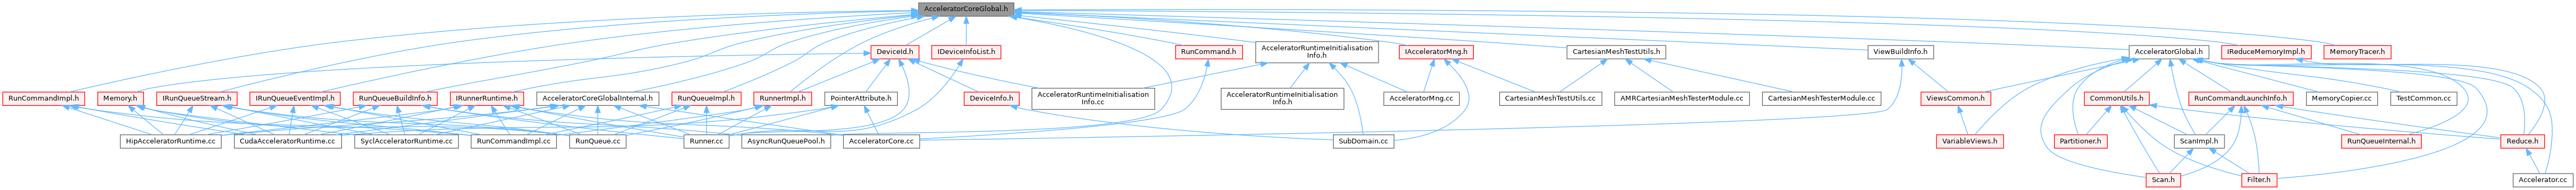 AcceleratorCoreGlobal.h
DeviceId.h
IDeviceInfoList.h
RunCommand.h
AcceleratorRuntimeInitialisation
Info.h
IAcceleratorMng.h
CartesianMeshTestUtils.h
ViewBuildInfo.h
AcceleratorGlobal.h
IReduceMemoryImpl.h
MemoryTracer.h
RunCommandImpl.h
Memory.h
IRunQueueStream.h
IRunQueueEventImpl.h
RunQueueBuildInfo.h
IRunnerRuntime.h
AcceleratorCoreGlobalInternal.h
RunQueueImpl.h
RunnerImpl.h
PointerAttribute.h
DeviceInfo.h
AcceleratorRuntimeInitialisation
Info.cc
AcceleratorRuntimeInitialisation
Info.h
AcceleratorMng.cc
CartesianMeshTestUtils.cc
AMRCartesianMeshTesterModule.cc
CartesianMeshTesterModule.cc
ViewsCommon.h
CommonUtils.h
RunCommandLaunchInfo.h
MemoryCopier.cc
TestCommon.cc
HipAcceleratorRuntime.cc
CudaAcceleratorRuntime.cc
SyclAcceleratorRuntime.cc
RunCommandImpl.cc
RunQueue.cc
Runner.cc
AsyncRunQueuePool.h
AcceleratorCore.cc
SubDomain.cc
VariableViews.h
Partitioner.h
ScanImpl.h
RunQueueInternal.h
Reduce.h
Scan.h
Filter.h
Accelerator.cc